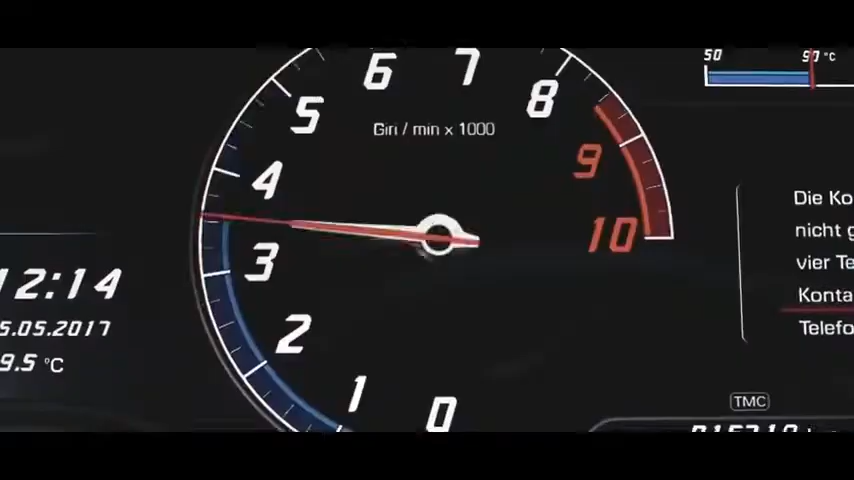 50 90 °C
6 7
5 8
Giri / min x 1000
4 9
3 10
2
1 0
12:14
5.05.2017
9.5 °C
Die Ko
nicht g
vier Te
Konta
Telefo
TMC